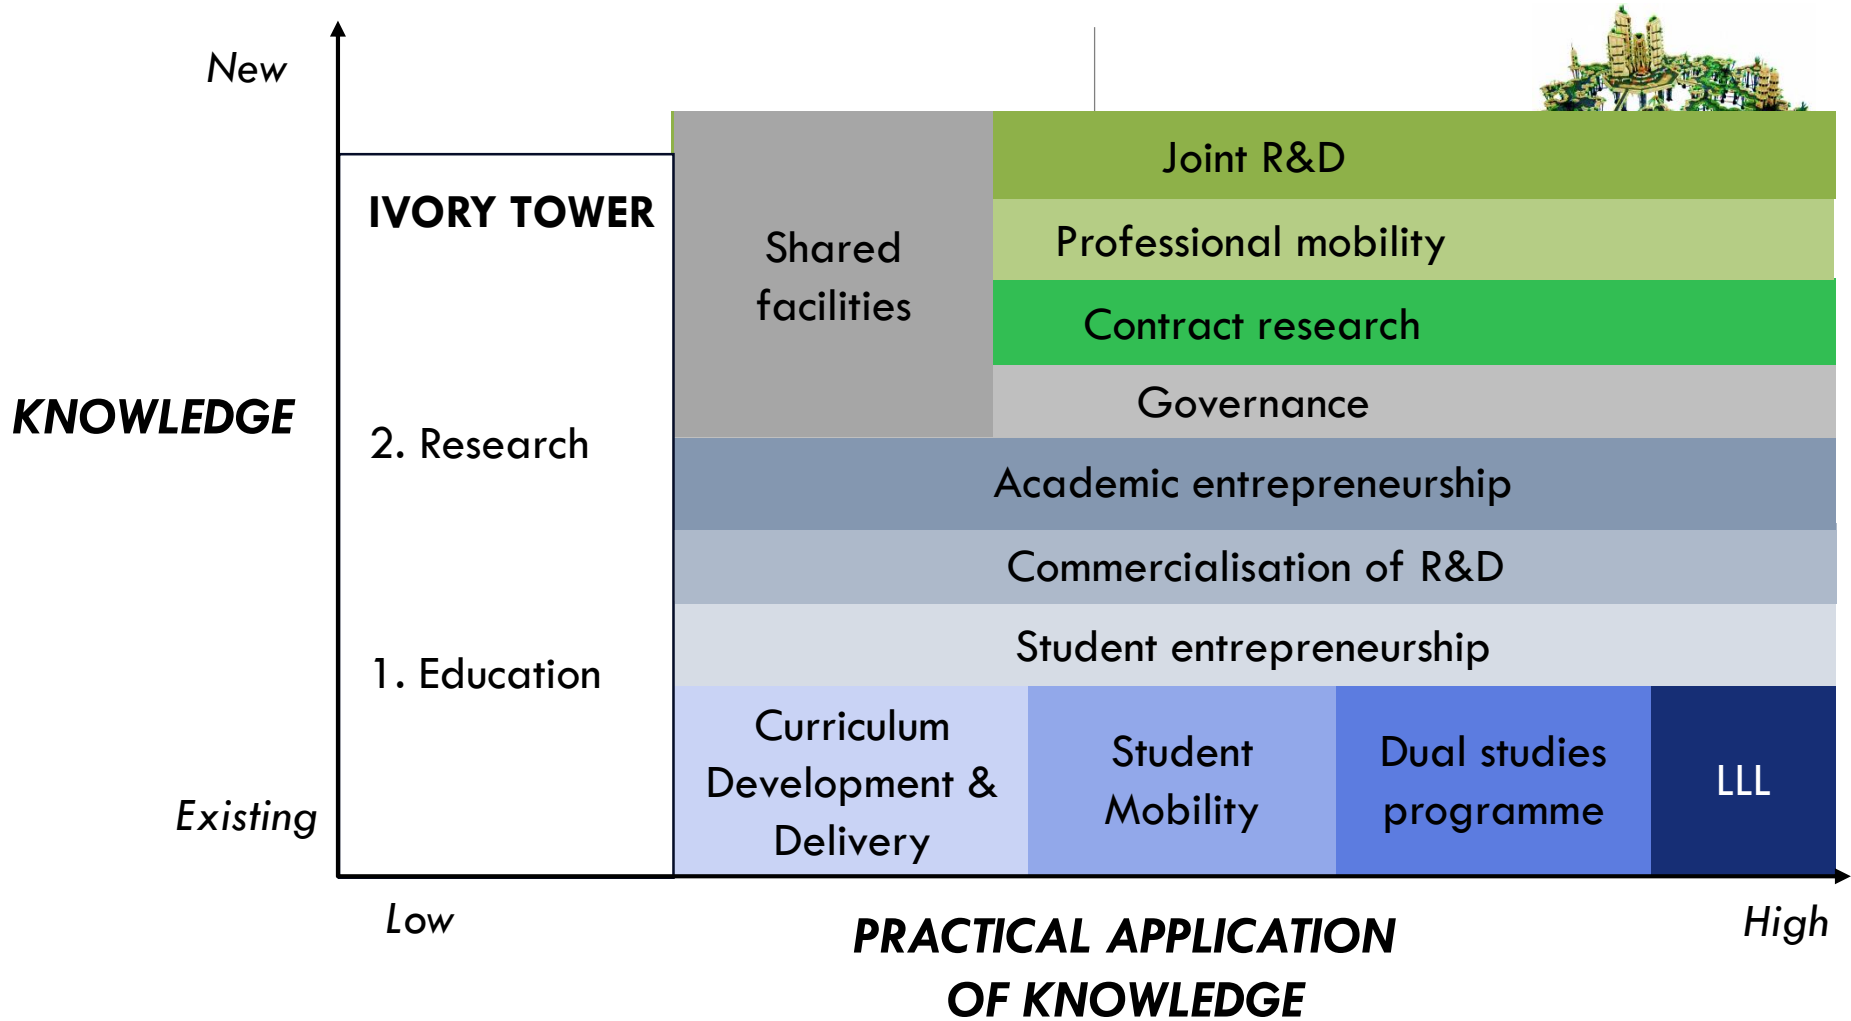 New
KNOWLEDGE
Existing
IVORY TOWER
2. Research
1. Education
Shared
facilities
Joint R&D
Professional mobility
Contract research
Governance
Academic entrepreneurship
Commercialisation of R&D
Student entrepreneurship
Curriculum
Development &
Delivery
Student
Mobility
Dual studies
programme
LLL
Low
PRACTICAL APPLICATION
OF KNOWLEDGE
High